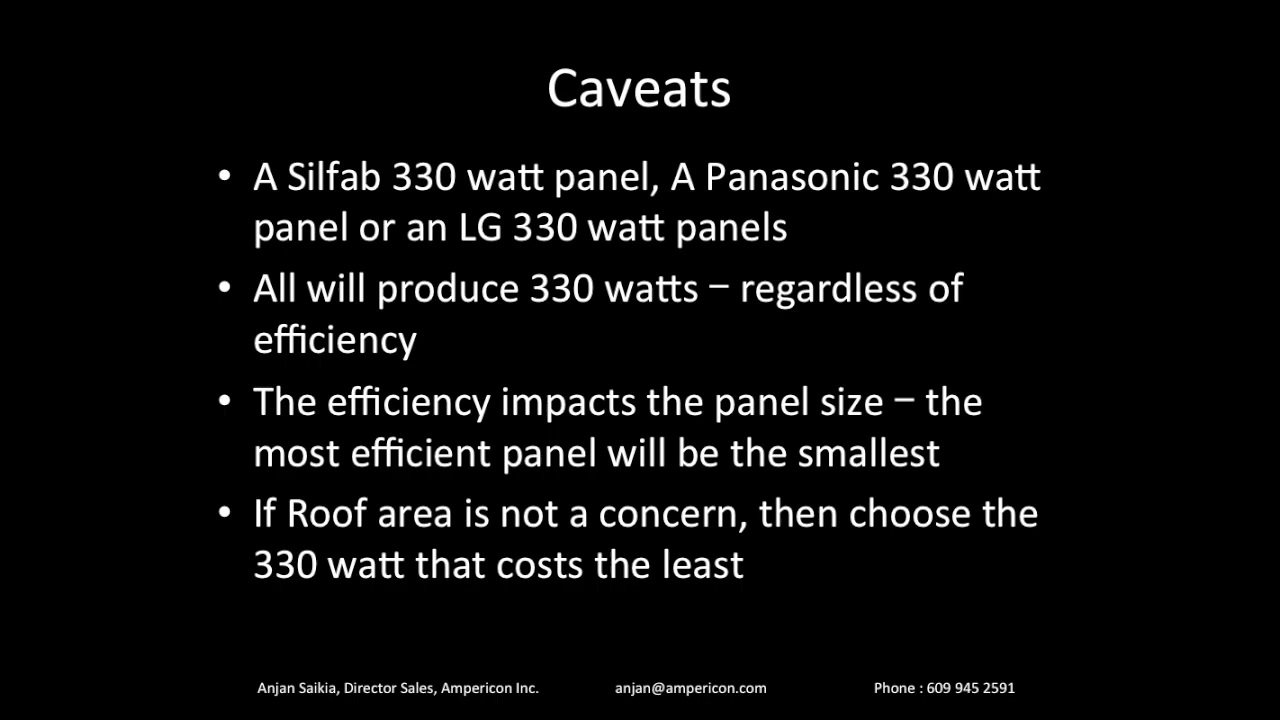 Caveats
• A Silfab 330 watt panel, A Panasonic 330 watt
panel or an LG 330 watt panels
• All will produce 330 watts – regardless of
efficiency
• The efficiency impacts the panel size – the
most efficient panel will be the smallest
• If Roof area is not a concern, then choose the
330 watt that costs the least
Anjan Saikia, Director Sales, Ampericon Inc. anjan@ampericon.com Phone : 609 945 2591